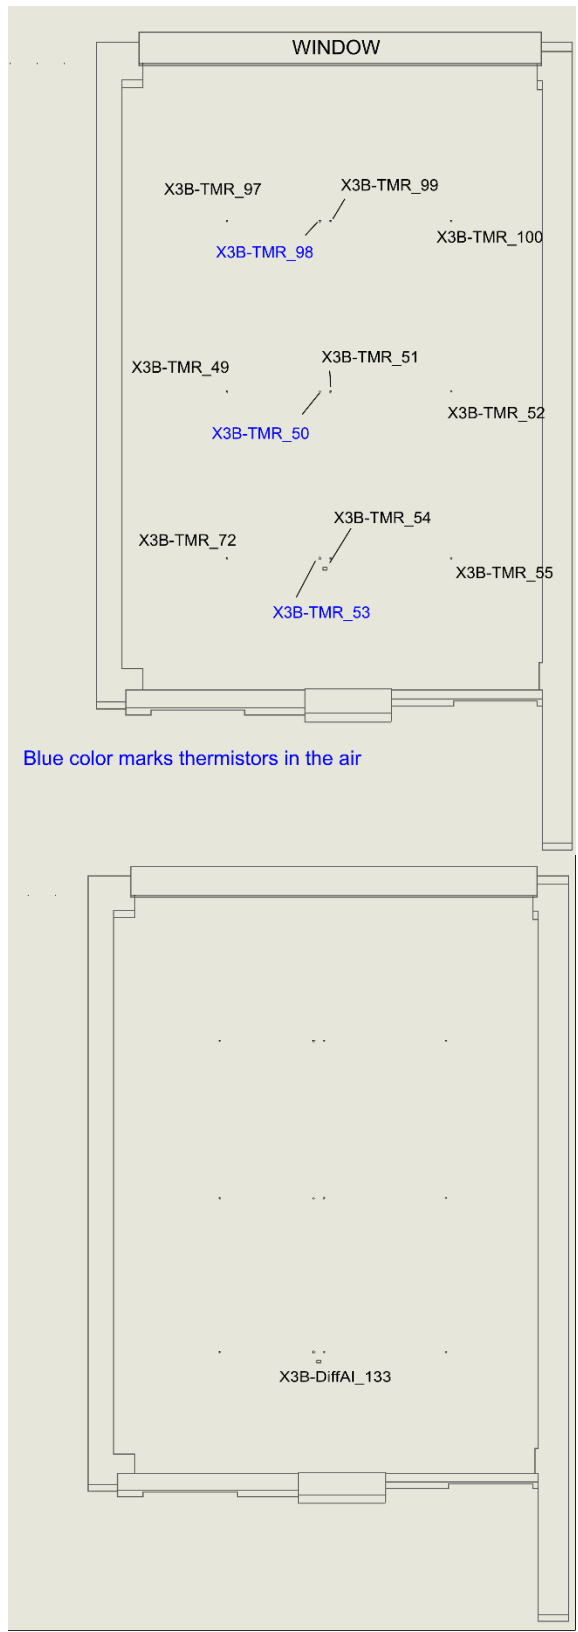 WINDOW
X3B-TMR_97
X3B-TMR_99
X3B-TMR_98
X3B-TMR_100
X3B-TMR_49
X3B-TMR_51
X3B-TMR_50
X3B-TMR_52
X3B-TMR_72
X3B-TMR_54
X3B-TMR_53
X3B-TMR_55
Blue color marks thermistors in the air
X3B-DiffAI_133